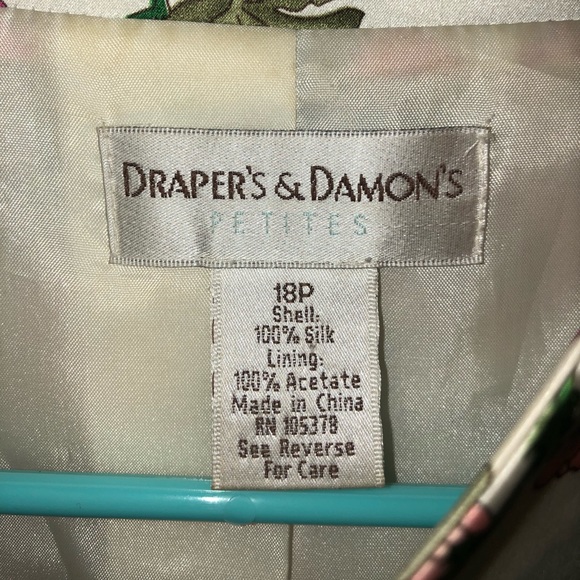 DRAPER'S & DAMON'S
PETITES
18P
Shell:
100% Silk
Lining:
100% Acetate
Made in China
RN 105378
See Reverse
For Care